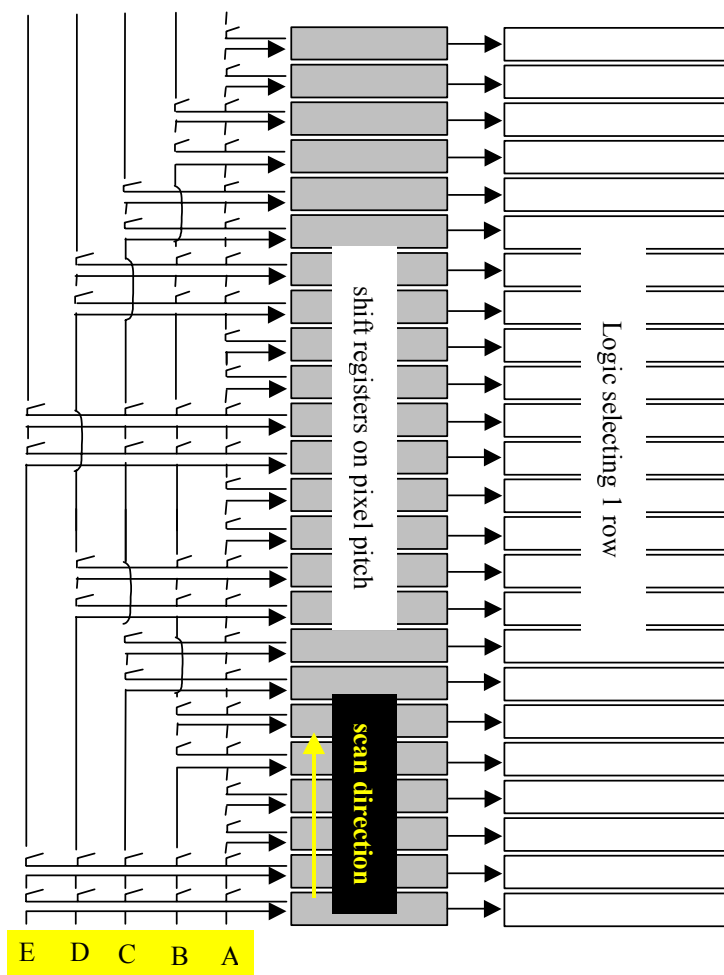 shift registers on pixel pitch
Logic selecting 1 row
scan direction
E D C B A